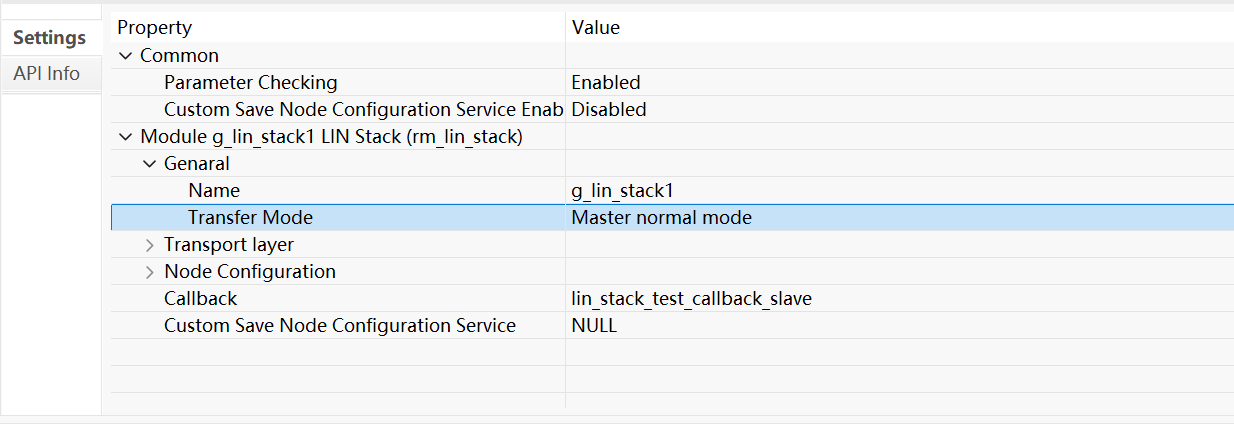 Settings
API Info
Property Value
Common
Parameter Checking Enabled
Custom Save Node Configuration Service Enab Disabled
Module g_lin_stack1 LIN Stack (rm_lin_stack)
Genaral
Name g_lin_stack1
Transfer Mode Master normal mode
Transport layer
Node Configuration
Callback lin_stack_test_callback_slave
Custom Save Node Configuration Service NULL